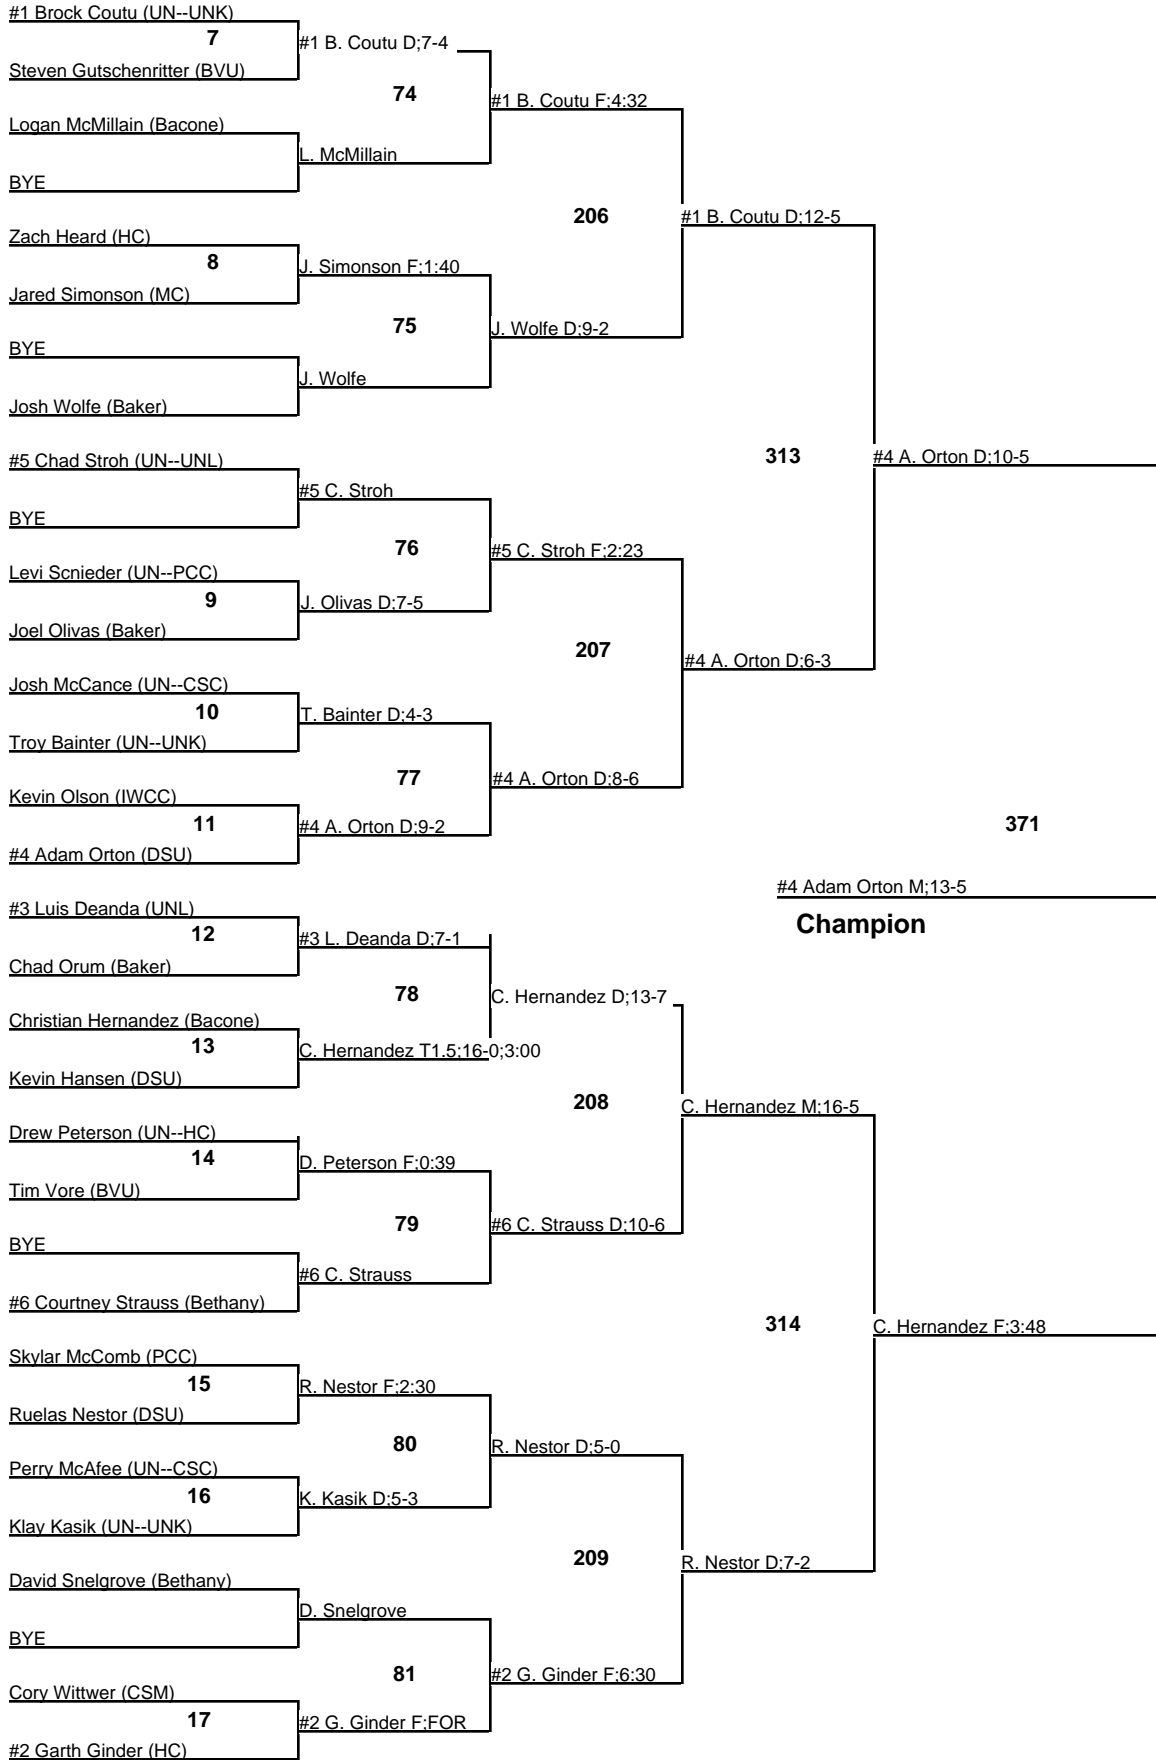 #1 Brock Coutu (UN--UNK)
7
#1 B. Coutu D;7-4
Steven Gutschenritter (BVU)
74
#1 B. Coutu F;4:32
Logan McMillain (Bacone)
L. McMillain
BYE
206
#1 B. Coutu D;12-5
Zach Heard (HC)
8
J. Simonson F;1:40
Jared Simonson (MC)
75
J. Wolfe D;9-2
BYE
J. Wolfe
Josh Wolfe (Baker)
313
#4 A. Orton D;10-5
#5 Chad Stroh (UN--UNL)
#5 C. Stroh
BYE
76
#5 C. Stroh F;2:23
Levi Scnieder (UN--PCC)
9
J. Olivas D;7-5
Joel Olivas (Baker)
207
#4 A. Orton D;6-3
Josh McCance (UN--CSC)
10
T. Bainter D;4-3
Troy Bainter (UN--UNK)
77
#4 A. Orton D;8-6
Kevin Olson (IWCC)
11
#4 A. Orton D;9-2
371
#4 Adam Orton (DSU)
#4 Adam Orton M;13-5
Champion
#3 Luis Deanda (UNL)
12
#3 L. Deanda D;7-1
Chad Orum (Baker)
78
C. Hernandez D;13-7
Christian Hernandez (Bacone)
13
C. Hernandez T1.5;16-0;3:00
Kevin Hansen (DSU)
208
C. Hernandez M;16-5
Drew Peterson (UN--HC)
14
D. Peterson F;0:39
Tim Vore (BVU)
79
#6 C. Strauss D;10-6
BYE
#6 C. Strauss
#6 Courtney Strauss (Bethany)
314
C. Hernandez F;3:48
Skylar McComb (PCC)
15
R. Nestor F;2:30
Ruelas Nestor (DSU)
80
R. Nestor D;5-0
Perry McAfee (UN--CSC)
16
K. Kasik D;5-3
Klay Kasik (UN--UNK)
209
R. Nestor D;7-2
David Snelgrove (Bethany)
D. Snelgrove
BYE
81
#2 G. Ginder F;6:30
Cory Wittwer (CSM)
17
#2 G. Ginder F;FOR
#2 Garth Ginder (HC)